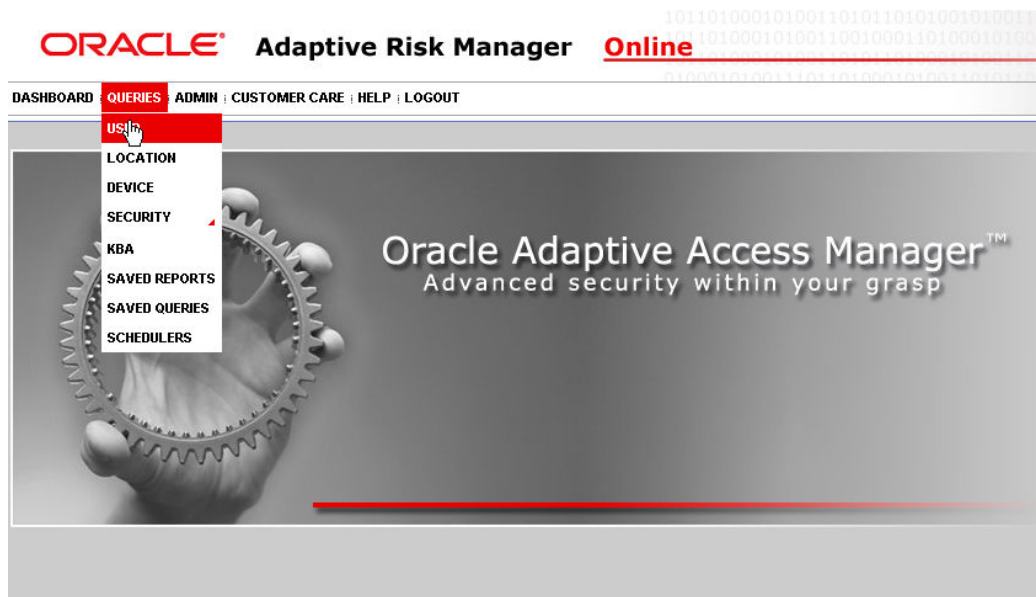 ORACLE® Adaptive Risk Manager Online
DASHBOARD QUERIES ADMIN CUSTOMER CARE HELP LOGOUT
LOCATION
DEVICE
SECURITY
KBA
SAVED REPORTS
SAVED QUERIES
SCHEDULERS
Oracle Adaptive Access Manager™
Advanced security within your grasp